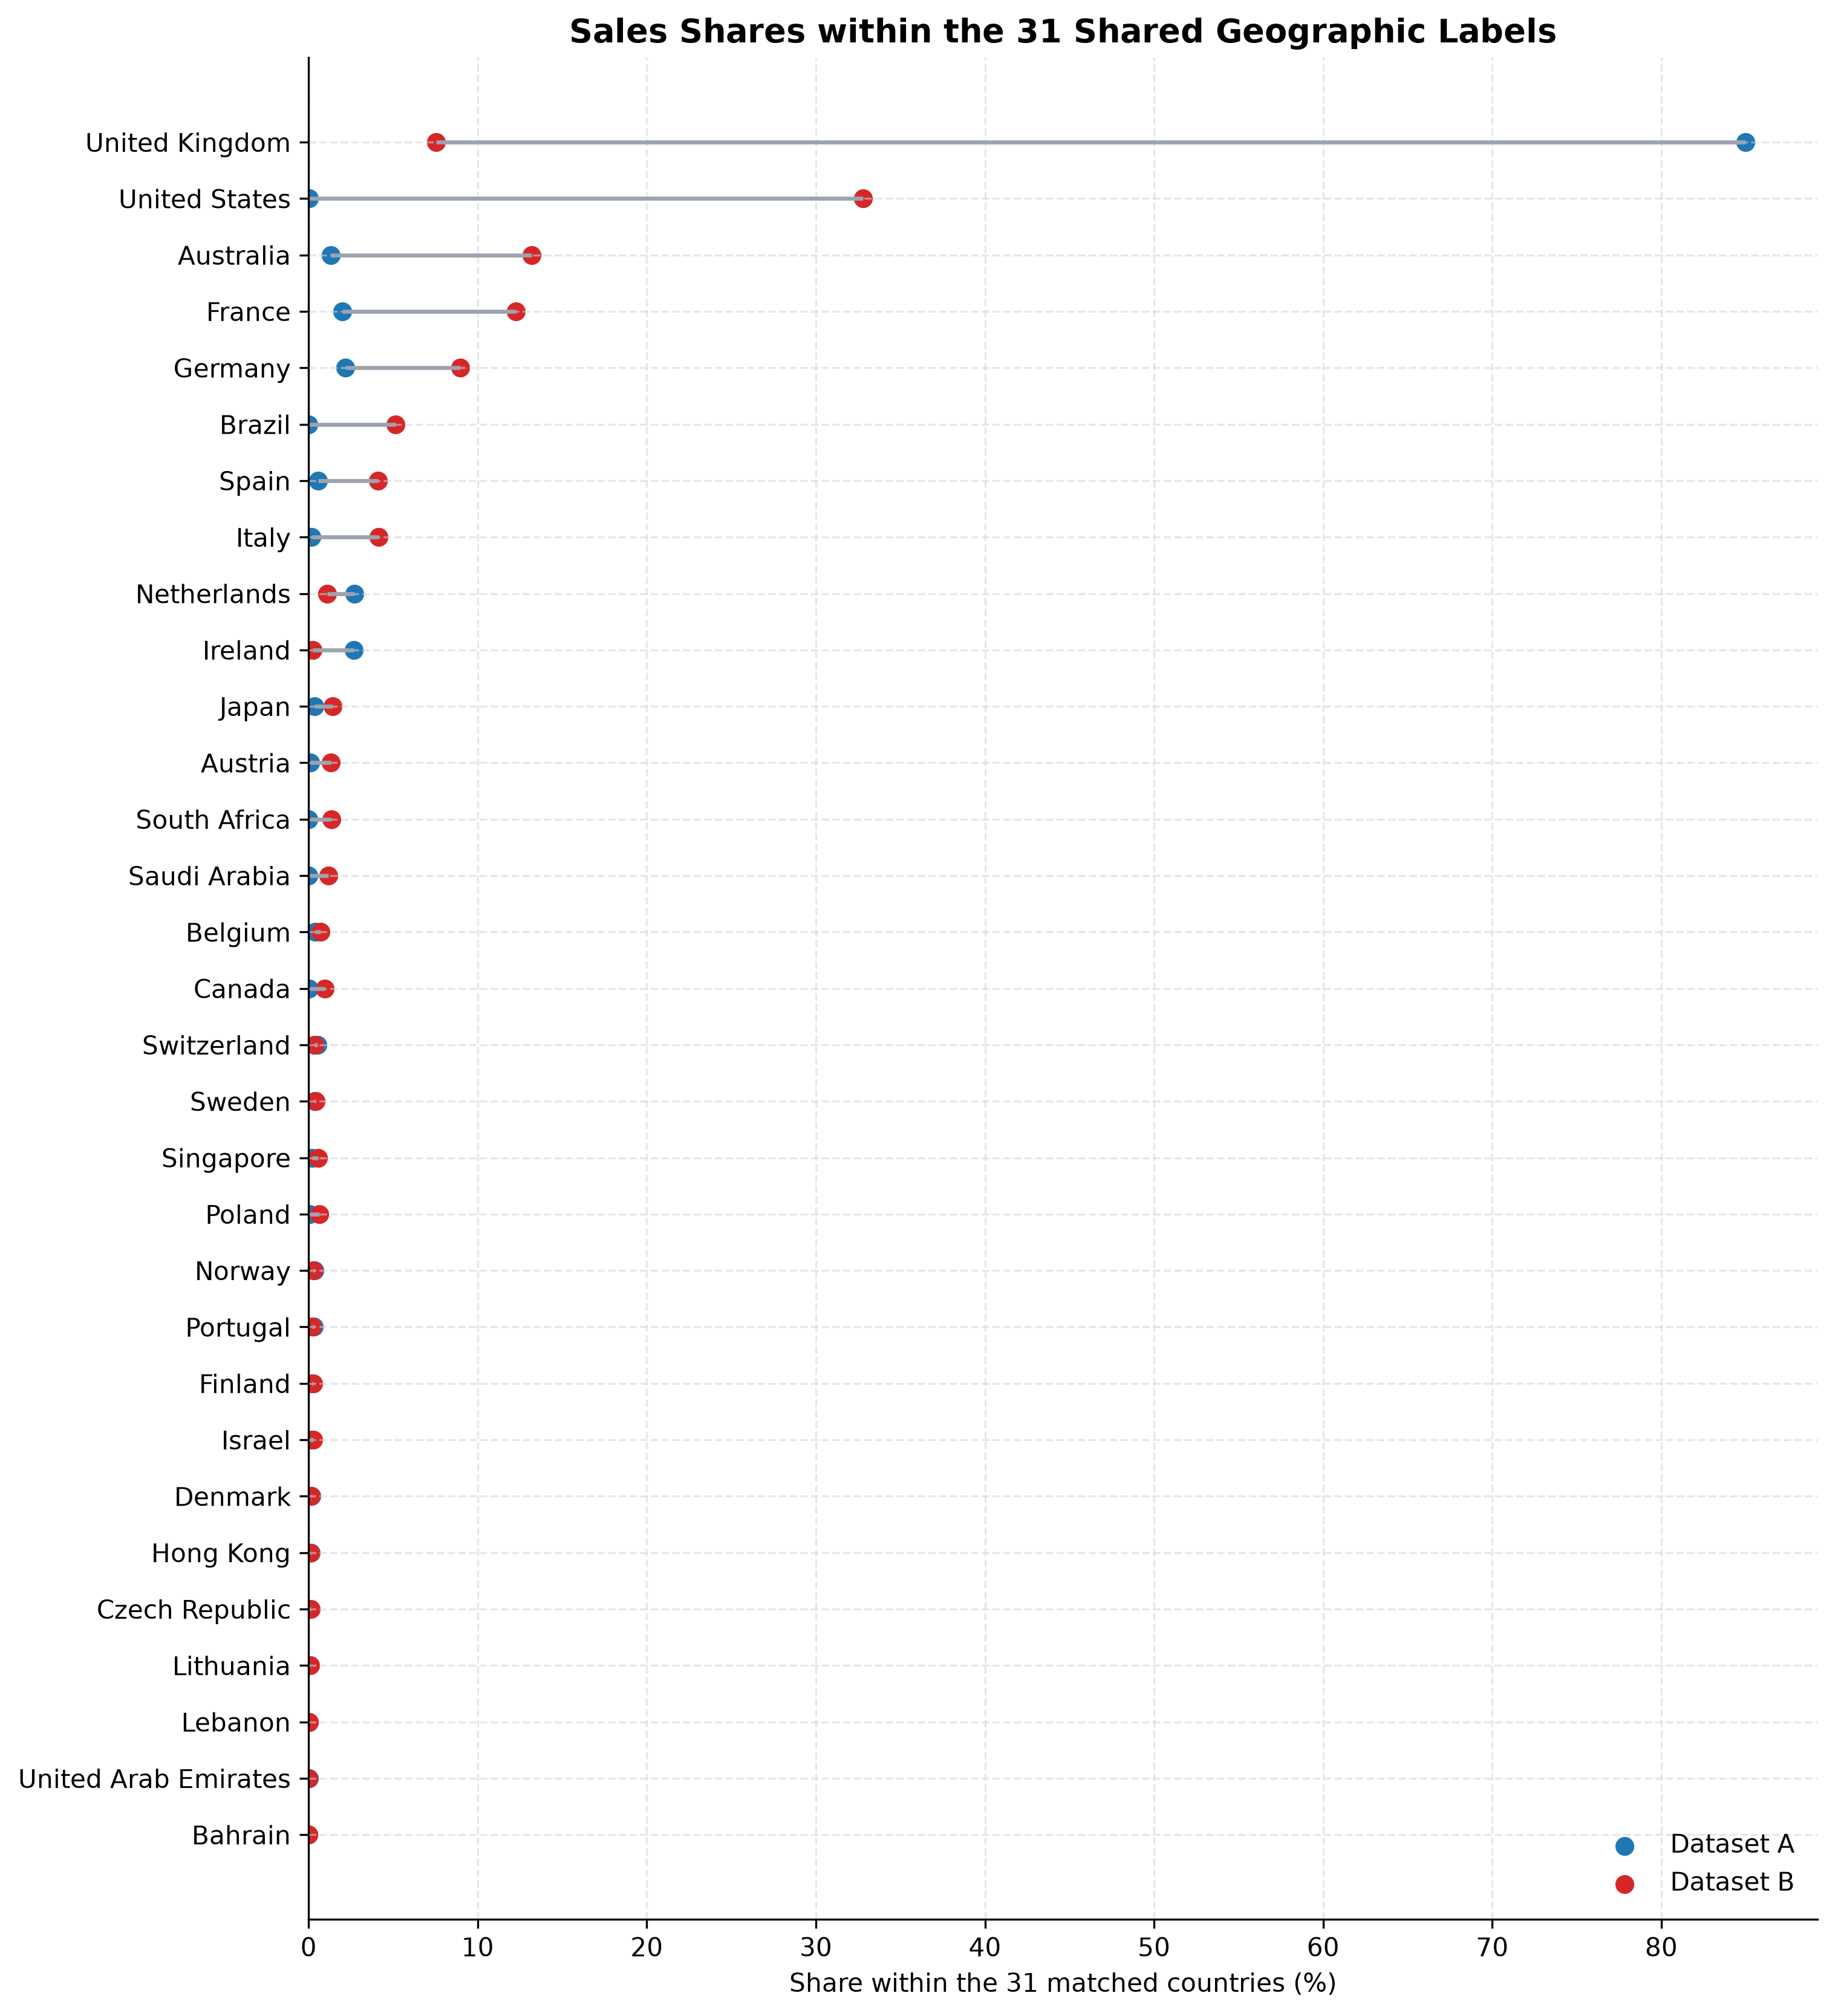 Sales Shares within the 31 Shared Geographic Labels
United Kingdom
United States
Australia
France
Germany
Brazil
Spain
Italy
Netherlands
Ireland
Japan
Austria
South Africa
Saudi Arabia
Belgium
Canada
Switzerland
Sweden
Singapore
Poland
Norway
Portugal
Finland
Israel
Denmark
Hong Kong
Czech Republic
Lithuania
Lebanon
United Arab Emirates
Bahrain
Dataset A
Dataset B
0 10 20 30 40 50 60 70 80
Share within the 31 matched countries (%)